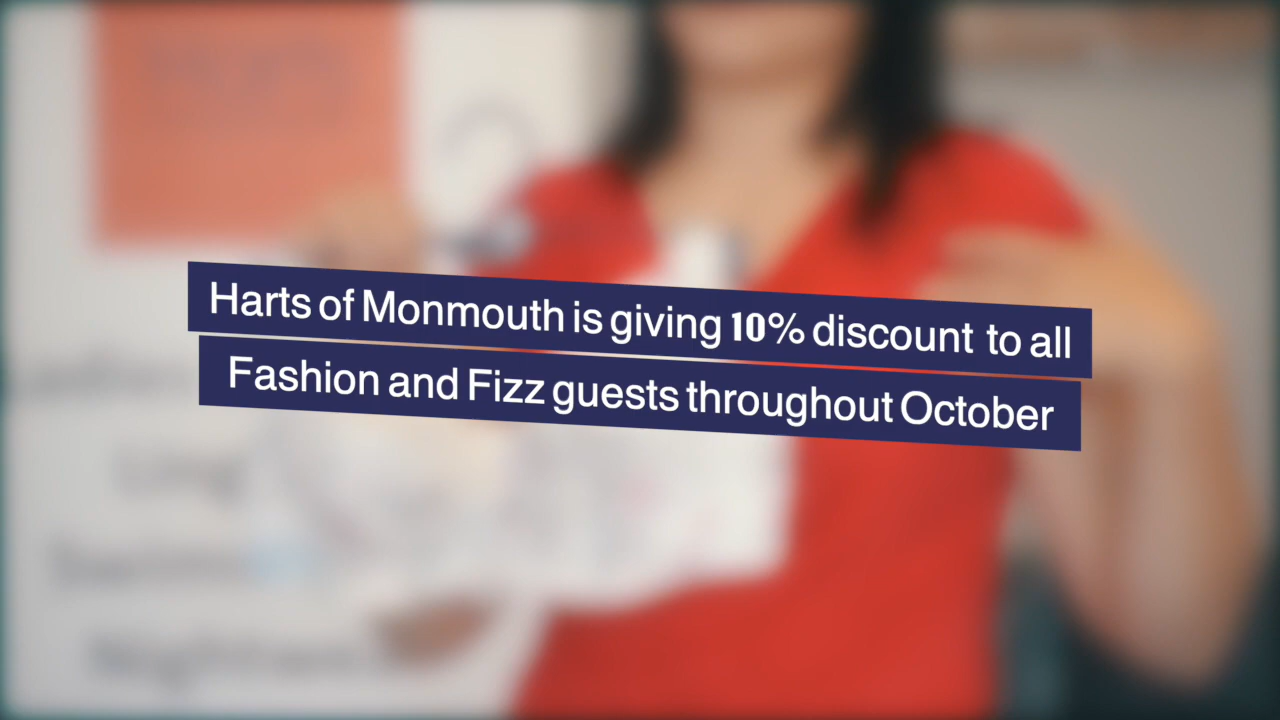 Harts of Monmouth is giving 10% discount to all
Fashion and Fizz guests throughout October